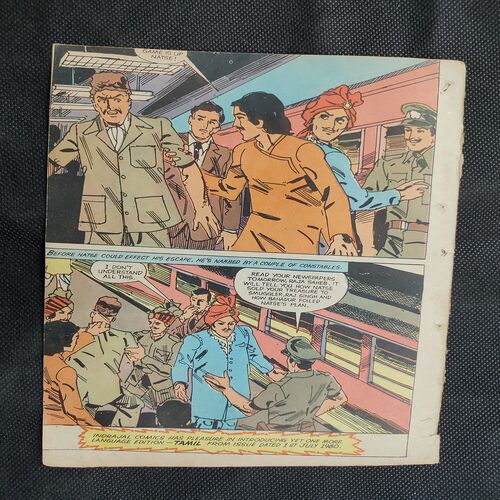 GAME IS UP,
NATSE!
BEFORE NATSE COULD EFFECT HIS ESCAPE, HE'S NABBED BY A COUPLE OF CONSTABLES.
I DON'T
UNDERSTAND
ALL THIS...
READ YOUR NEWSPAPERS
TOMORROW, RAJA SAHEB. IT
WILL TELL YOU HOW NATSE
SOLD YOUR TREASURE TO
SMUGGLER, RAJ SINGH AND
HOW BAHADUR FOILED
NATSE'S PLAN.
INDRAJAL COMICS HAS PLEASURE IN INTRODUCING YET ONE MORE
LANGUAGE EDITION — TAMIL FROM ISSUE DATED 1ST JULY 1980.